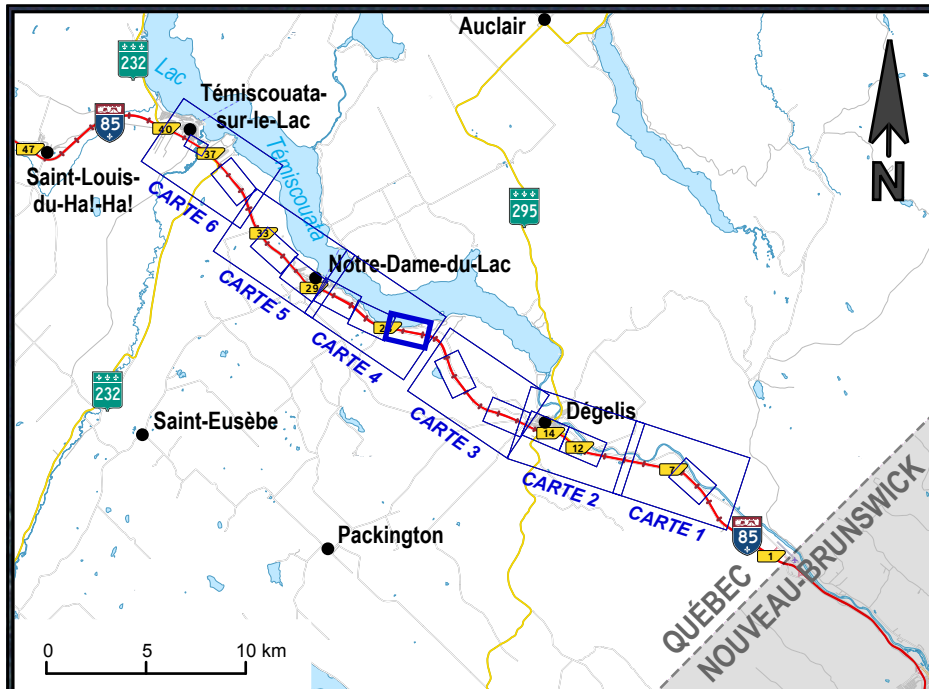 Auclair
232
Lac
Témiscouata-
sur-le-Lac
85
40
47
37
Saint-Louis-
du-Ha!-Ha!
Témiscouata
295
N
CARTE 6
33
Notre-Dame-du-Lac
29
CARTE 5
CARTE 4
232
Saint-Eusèbe
CARTE 3
Dégelis
14
12
7
CARTE 2
CARTE 1
85
1
Packington
QUÉBEC
NOUVEAU-BRUNSWICK
0 5 10 km